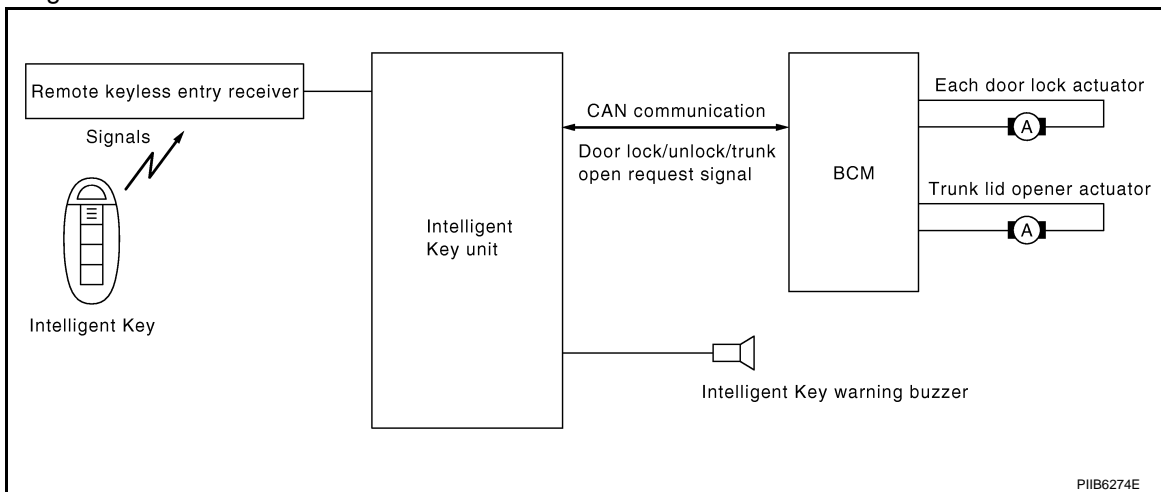 Remote keyless entry receiver
Signals
Intelligent Key
Intelligent
Key unit
CAN communication
Door lock/unlock/trunk
open request signal
BCM
Each door lock actuator
A
Trunk lid opener actuator
A
Intelligent Key warning buzzer
PIIB6274E